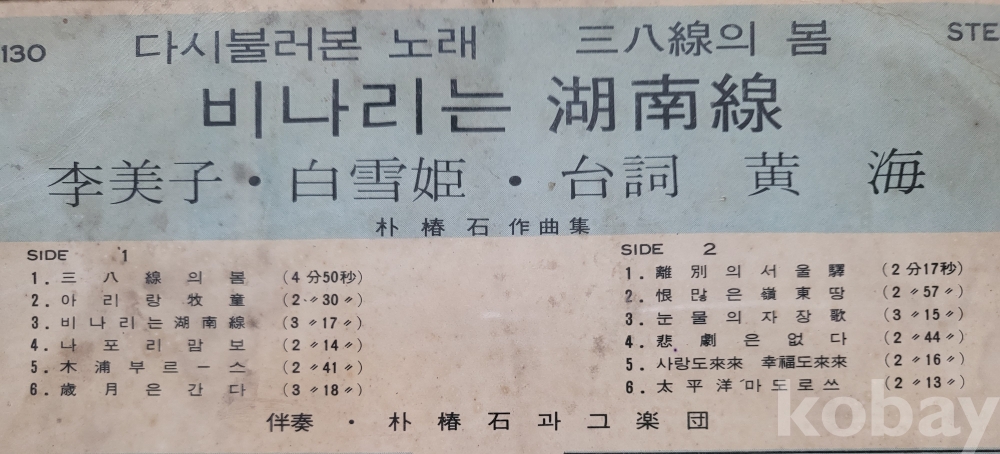 130 다시불러본 노래 三八線의 봄 STE
비나리는 湖南線
李美子・白雪姫・台詞 黄海
朴椿石作曲集
SIDE 1
1. 三八線의봄 (4分50秒)
2. 아리랑牧童 (2〃30〃)
3. 비나리는湖南線 (3〃17〃)
4. 나포리맘보 (2〃14〃)
5. 木浦부르ー스 (2〃41〃)
6. 歳月은간다 (3〃18〃)
SIDE 2
1. 離別의서울驛 (2分17秒)
2. 恨많은嶺東땅 (2〃57〃)
3. 눈물의자장歌 (3〃15〃)
4. 悲劇은없다 (2〃44〃)
5. 사랑도來來 幸福도來來 (2〃16〃)
6. 太平洋마도로쓰 (2〃13〃)
伴奏・朴椿石과그楽団
kobay